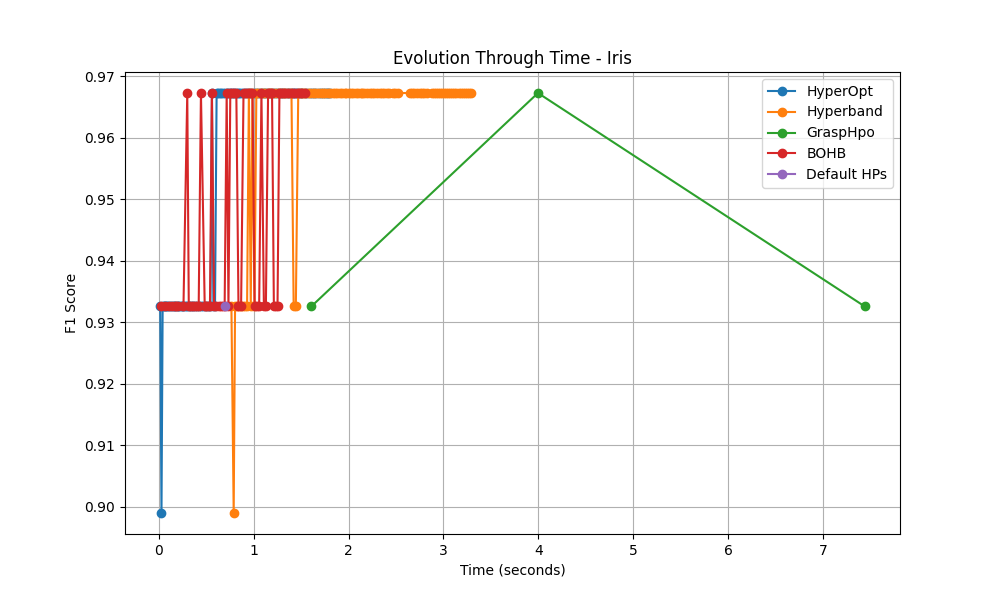 Evolution Through Time - Iris
F1 Score
0.97
0.96
0.95
0.94
0.93
0.92
0.91
0.90
HyperOpt
Hyperband
GraspHpo
BOHB
Default HPs
0 1 2 3 4 5 6 7
Time (seconds)